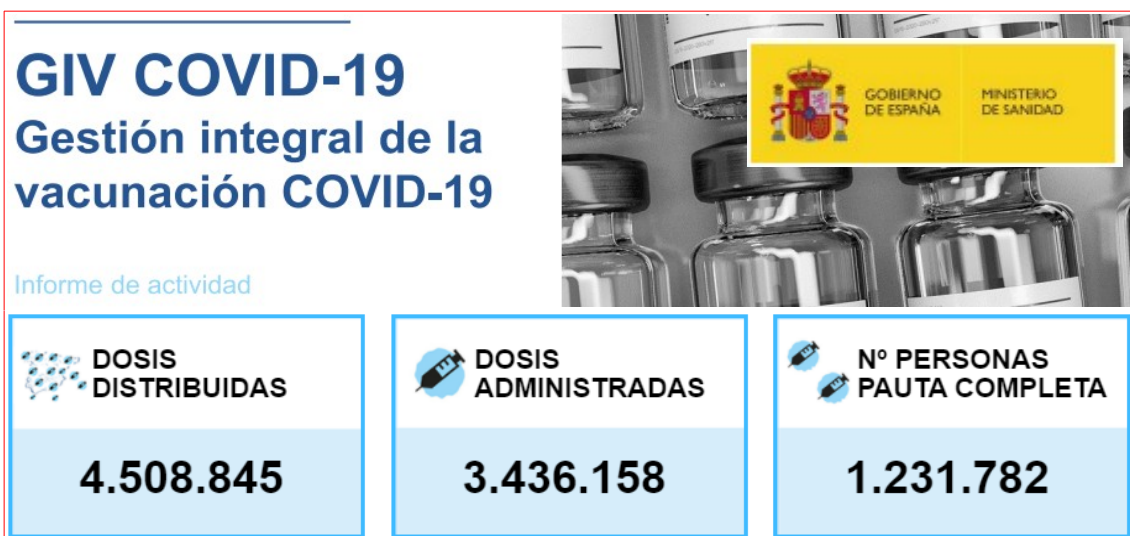 GIV COVID-19
Gestión integral de la
vacunación COVID-19
GOBIERNO
DE ESPAÑA
MINISTERIO
DE SANIDAD
Informe de actividad
DOSIS
DISTRIBUIDAS
4.508.845
DOSIS
ADMINISTRADAS
3.436.158
Nº PERSONAS
PAUTA COMPLETA
1.231.782